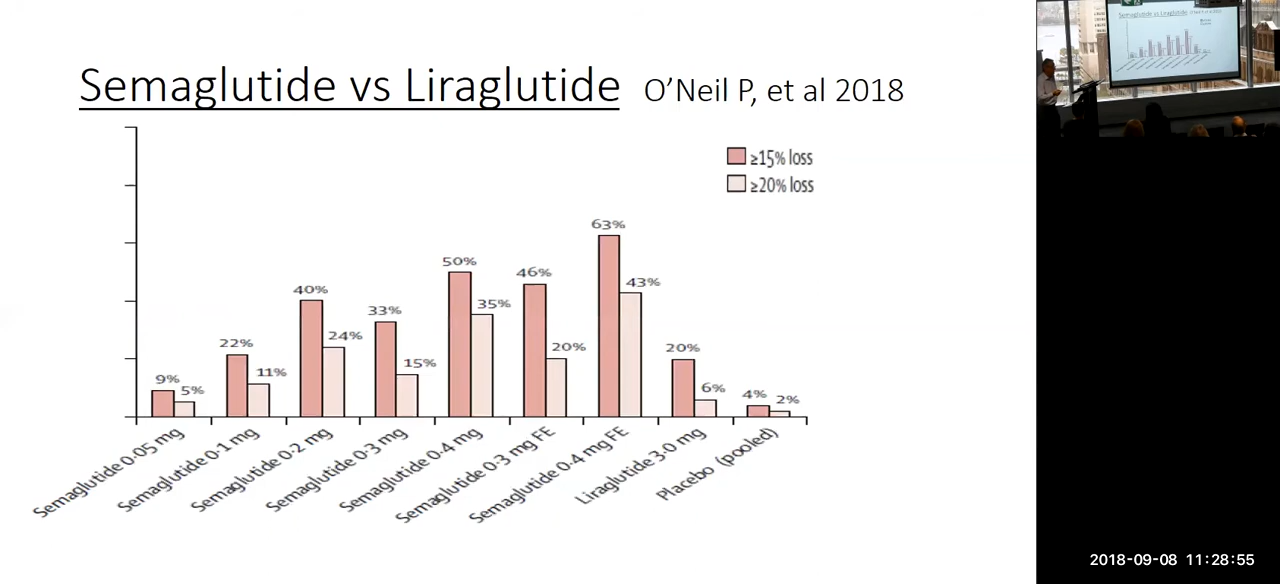 Semaglutide vs Liraglutide O'Neil P, et al 2018
≥15% loss
≥20% loss
9%
5%
22%
11%
40%
24%
33%
15%
50%
35%
46%
20%
63%
43%
20%
6%
4%
2%
Semaglutide 0·05 mg
Semaglutide 0·1 mg
Semaglutide 0·2 mg
Semaglutide 0·3 mg
Semaglutide 0·4 mg
Semaglutide 0·3 mg FE
Semaglutide 0·4 mg FE
Liraglutide 3·0 mg
Placebo (pooled)
Semaglutide vs Liraglutide
2018-09-08 11:28:55